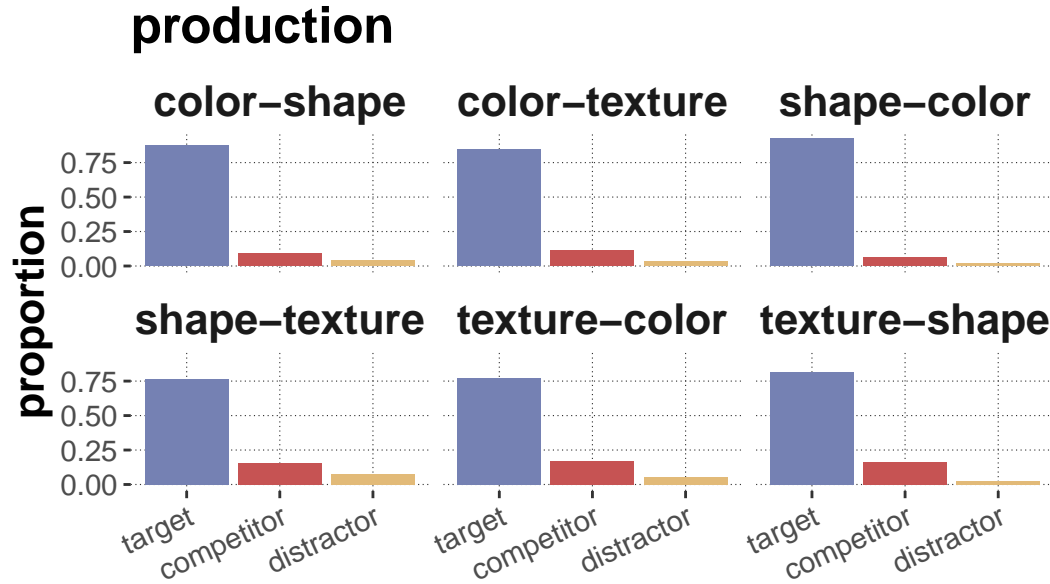 production
color–shape color–texture shape–color
0.75
0.50
0.25
0.00
shape–texture texture–color texture–shape
0.75
0.50
0.25
0.00
proportion
target competitor distractor target competitor distractor target competitor distractor